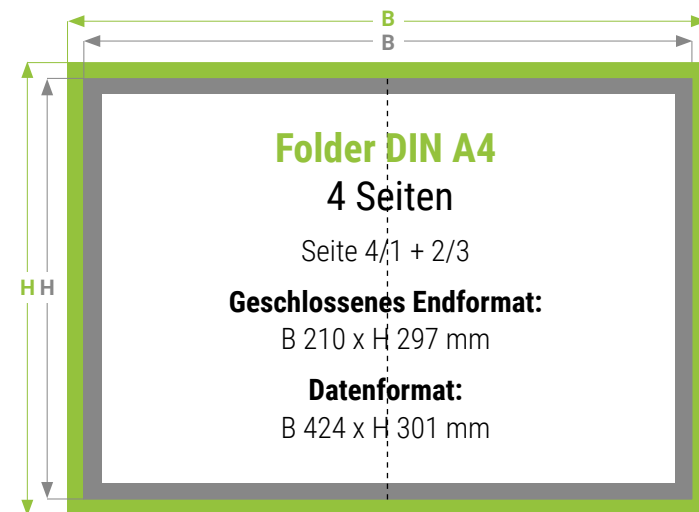 B
B
Folder DIN A4
4 Seiten
Seite 4/1 + 2/3
H H
Geschlossenes Endformat:
B 210 x H 297 mm
Datenformat:
B 424 x H 301 mm